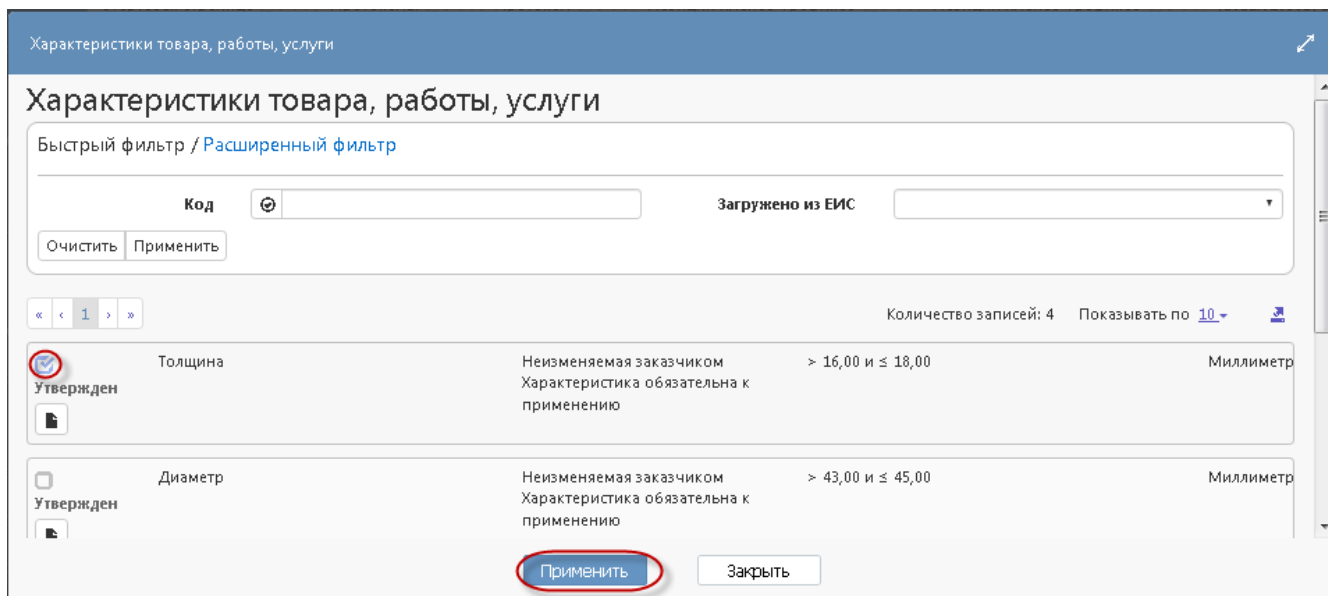 Характеристики товара, работы, услуги
Характеристики товара, работы, услуги
Быстрый фильтр / Расширенный фильтр
Код Загружено из ЕИС
Очистить Применить
« ‹ 1 › » Количество записей: 4 Показывать по 10
Толщина Неизменяемая заказчиком > 16,00 и ≤ 18,00 Миллиметр
Утвержден Характеристика обязательна к
применению
Диаметр Неизменяемая заказчиком > 43,00 и ≤ 45,00 Миллиметр
Утвержден Характеристика обязательна к
применению
Применить Закрыть